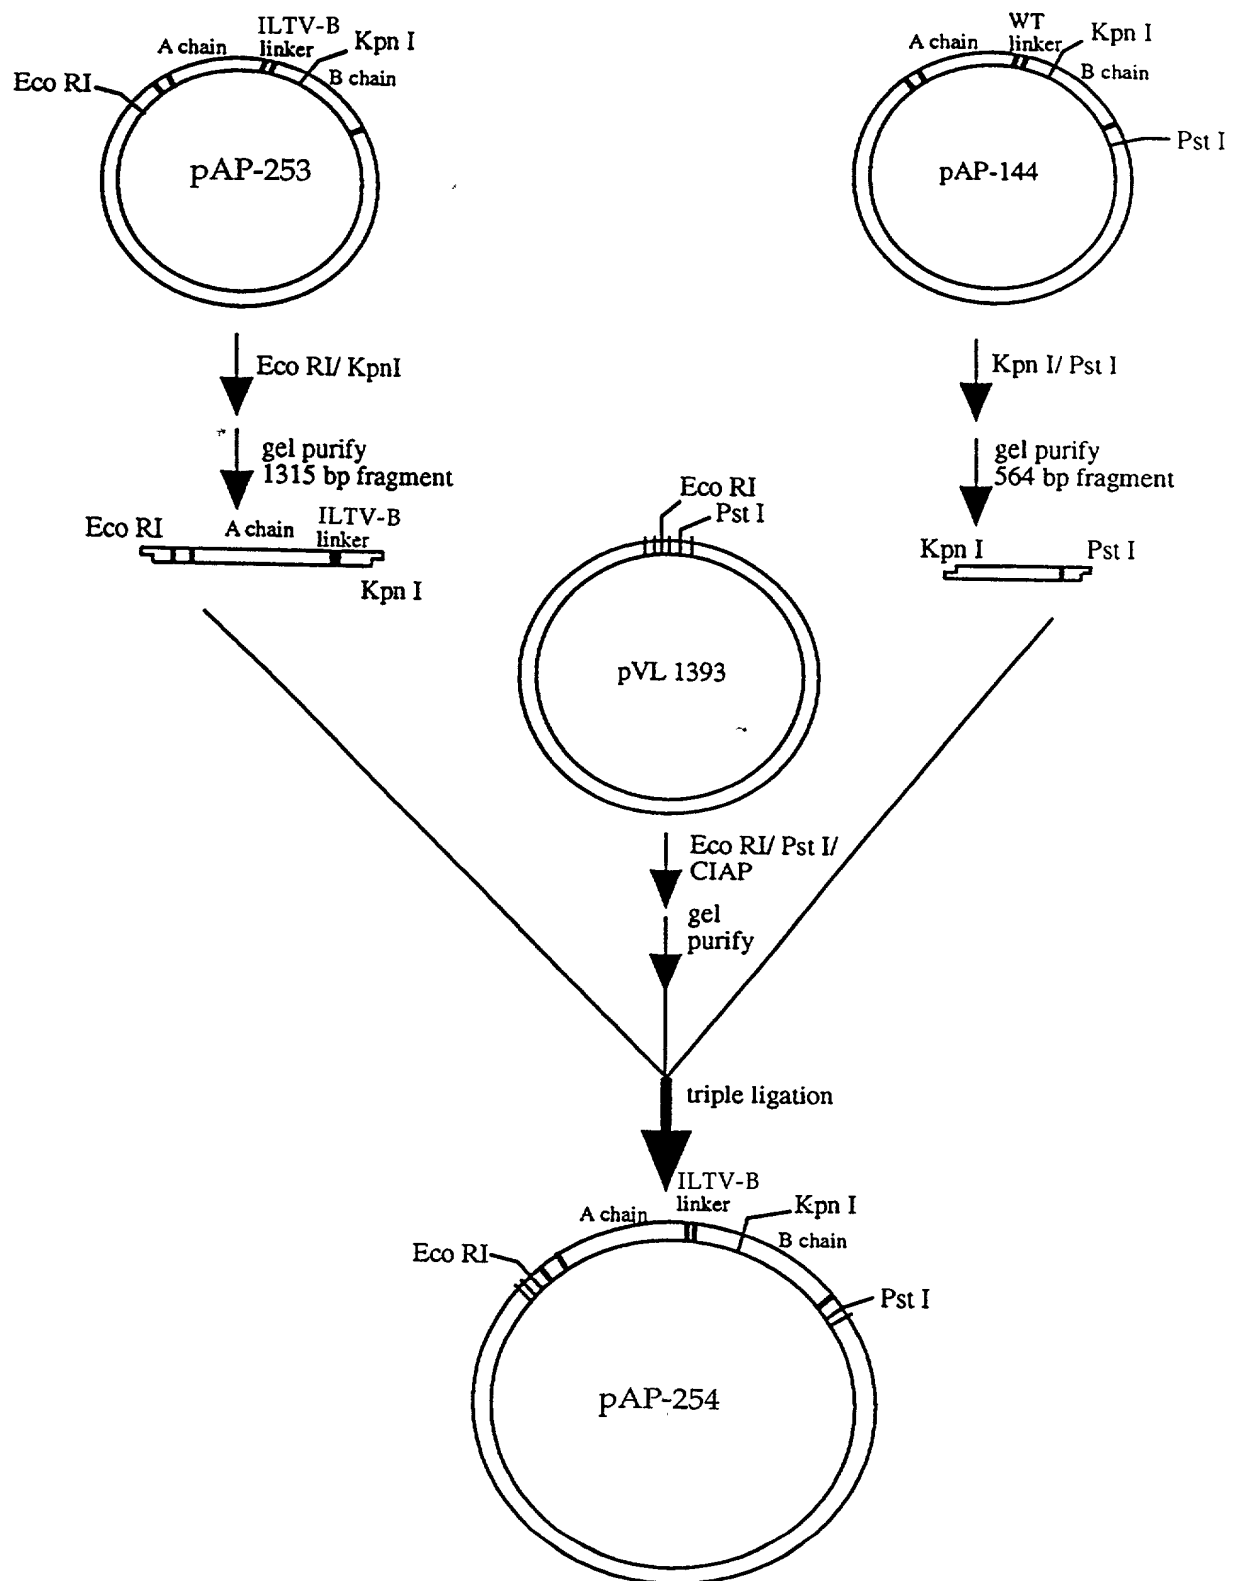 A chain
ILTV-B
linker
Kpn I
B chain
Eco RI
pAP-253
Eco RI/ KpnI
gel purify
1315 bp fragment
Eco RI
A chain
ILTV-B
linker
Kpn I
A chain
WT
linker
Kpn I
B chain
Pst I
pAP-144
Kpn I/ Pst I
gel purify
564 bp fragment
Kpn I
Pst I
Eco RI
Pst I
pVL 1393
Eco RI/ Pst I/
CIAP
gel
purify
triple ligation
ILTV-B
linker
A chain
Kpn I
B chain
Eco RI
Pst I
pAP-254